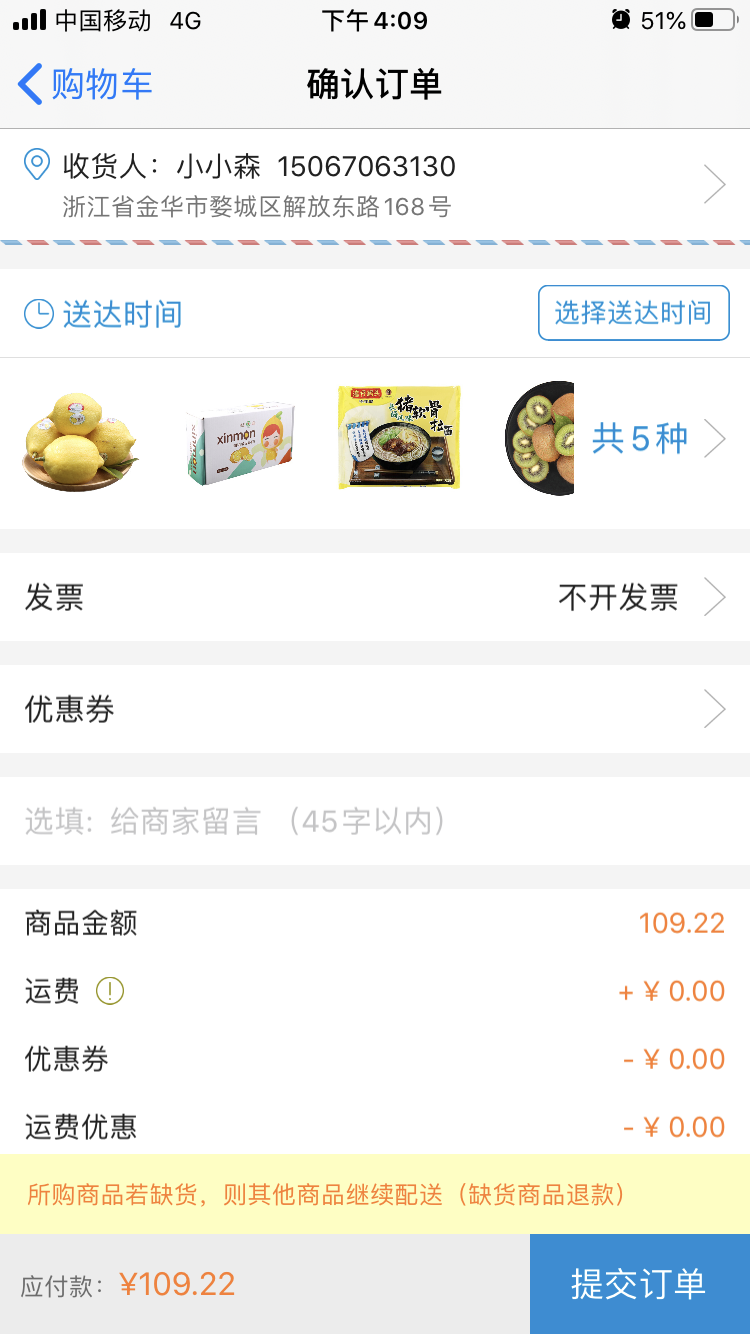 中国移动 4G 下午4:09 51%
购物车 确认订单
收货人：小小森 15067063130
浙江省金华市婺城区解放东路168号
送达时间 选择送达时间
xinmon
猪软骨
拉面
共5种
发票 不开发票
优惠券
选填: 给商家留言 （45字以内）
商品金额 109.22
运费 + ¥ 0.00
优惠券 - ¥ 0.00
运费优惠 - ¥ 0.00
所购商品若缺货，则其他商品继续配送（缺货商品退款）
应付款：¥109.22 提交订单